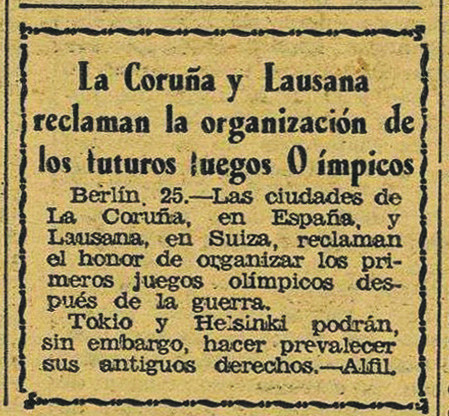 La Coruña y Lausana
reclaman la organización de
los tuturos juegos O ímpicos
Berlín, 25.—Las ciudades de
La Coruña, en España, y
Lausana, en Suiza, reclaman
el honor de organizar los pri-
meros juegos olímpicos des-
pués de la guerra.
Tokio y Helsinki podrán,
sin embargo, hacer prevalecer
sus antiguos derechos.—Alfil.